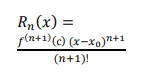 Rₙ(x) =
f⁽ⁿ⁺¹⁾(c) (x−x₀)ⁿ⁺¹
(n+1)!